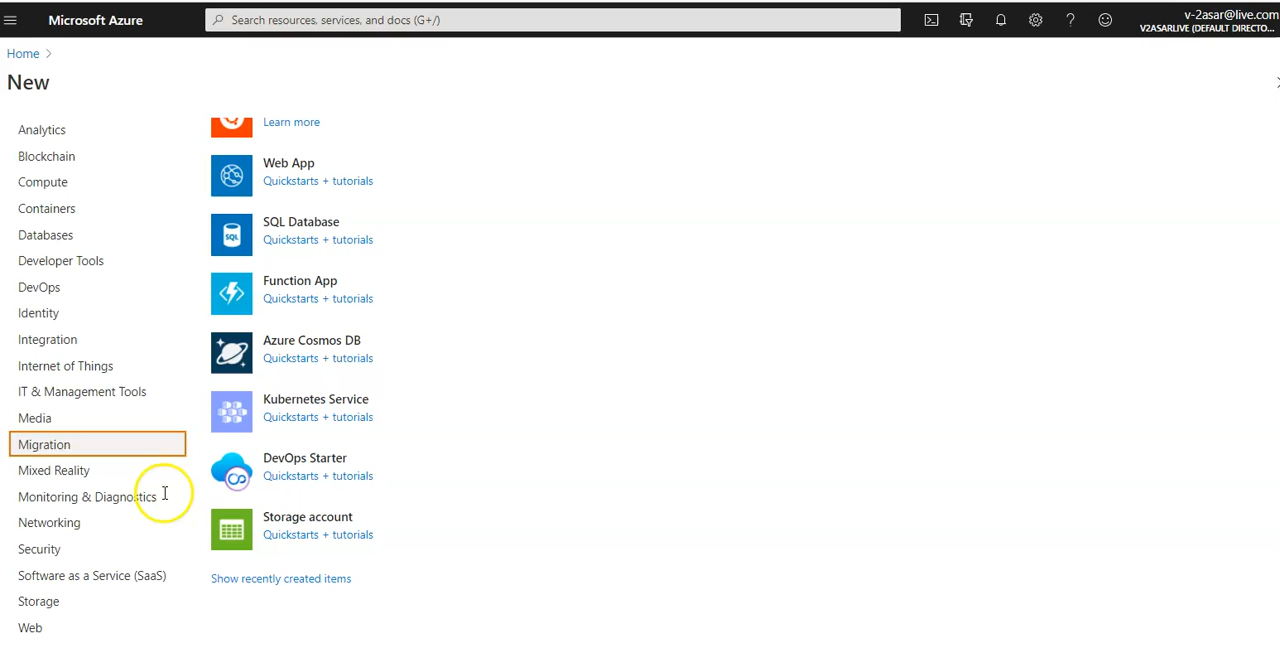 Microsoft Azure
Search resources, services, and docs (G+/)
v-2asar@live.com
V2ASARLIVE (DEFAULT DIRECTO...
Home
New
Analytics
Blockchain
Compute
Containers
Databases
Developer Tools
DevOps
Identity
Integration
Internet of Things
IT & Management Tools
Media
Migration
Mixed Reality
Monitoring & Diagnostics
Networking
Security
Software as a Service (SaaS)
Storage
Web
Learn more
Web App
Quickstarts + tutorials
SQL Database
Quickstarts + tutorials
Function App
Quickstarts + tutorials
Azure Cosmos DB
Quickstarts + tutorials
Kubernetes Service
Quickstarts + tutorials
DevOps Starter
Quickstarts + tutorials
Storage account
Quickstarts + tutorials
Show recently created items
SQL